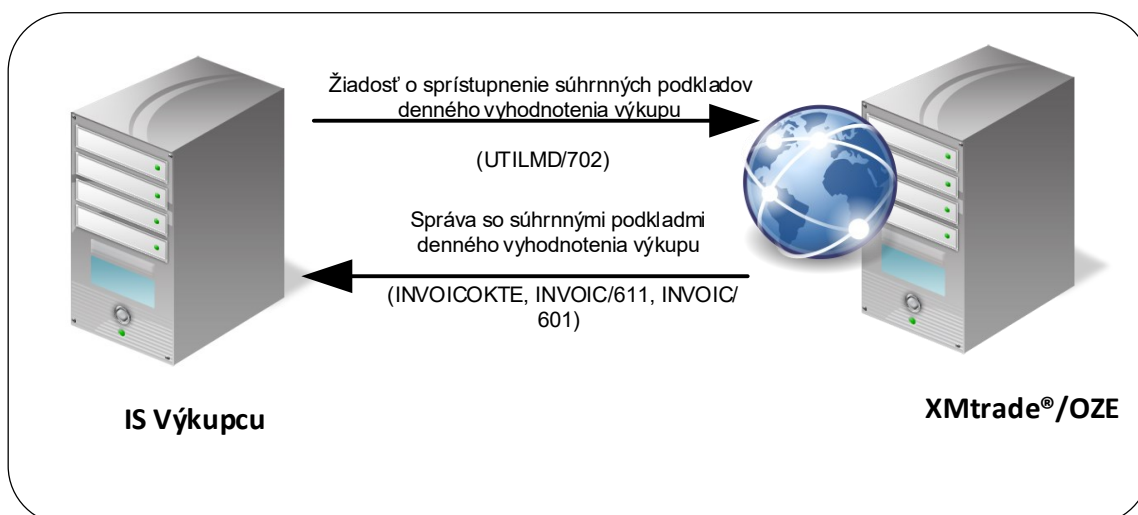 Žiadosť o sprístupnenie súhrnných podkladov
denného vyhodnotenia výkupu
(UTILMD/702)
Správa so súhrnnými podkladmi
denného vyhodnotenia výkupu
(INVOICOKTE, INVOIC/611, INVOIC/
601)
IS Výkupcu
XMtrade®/OZE